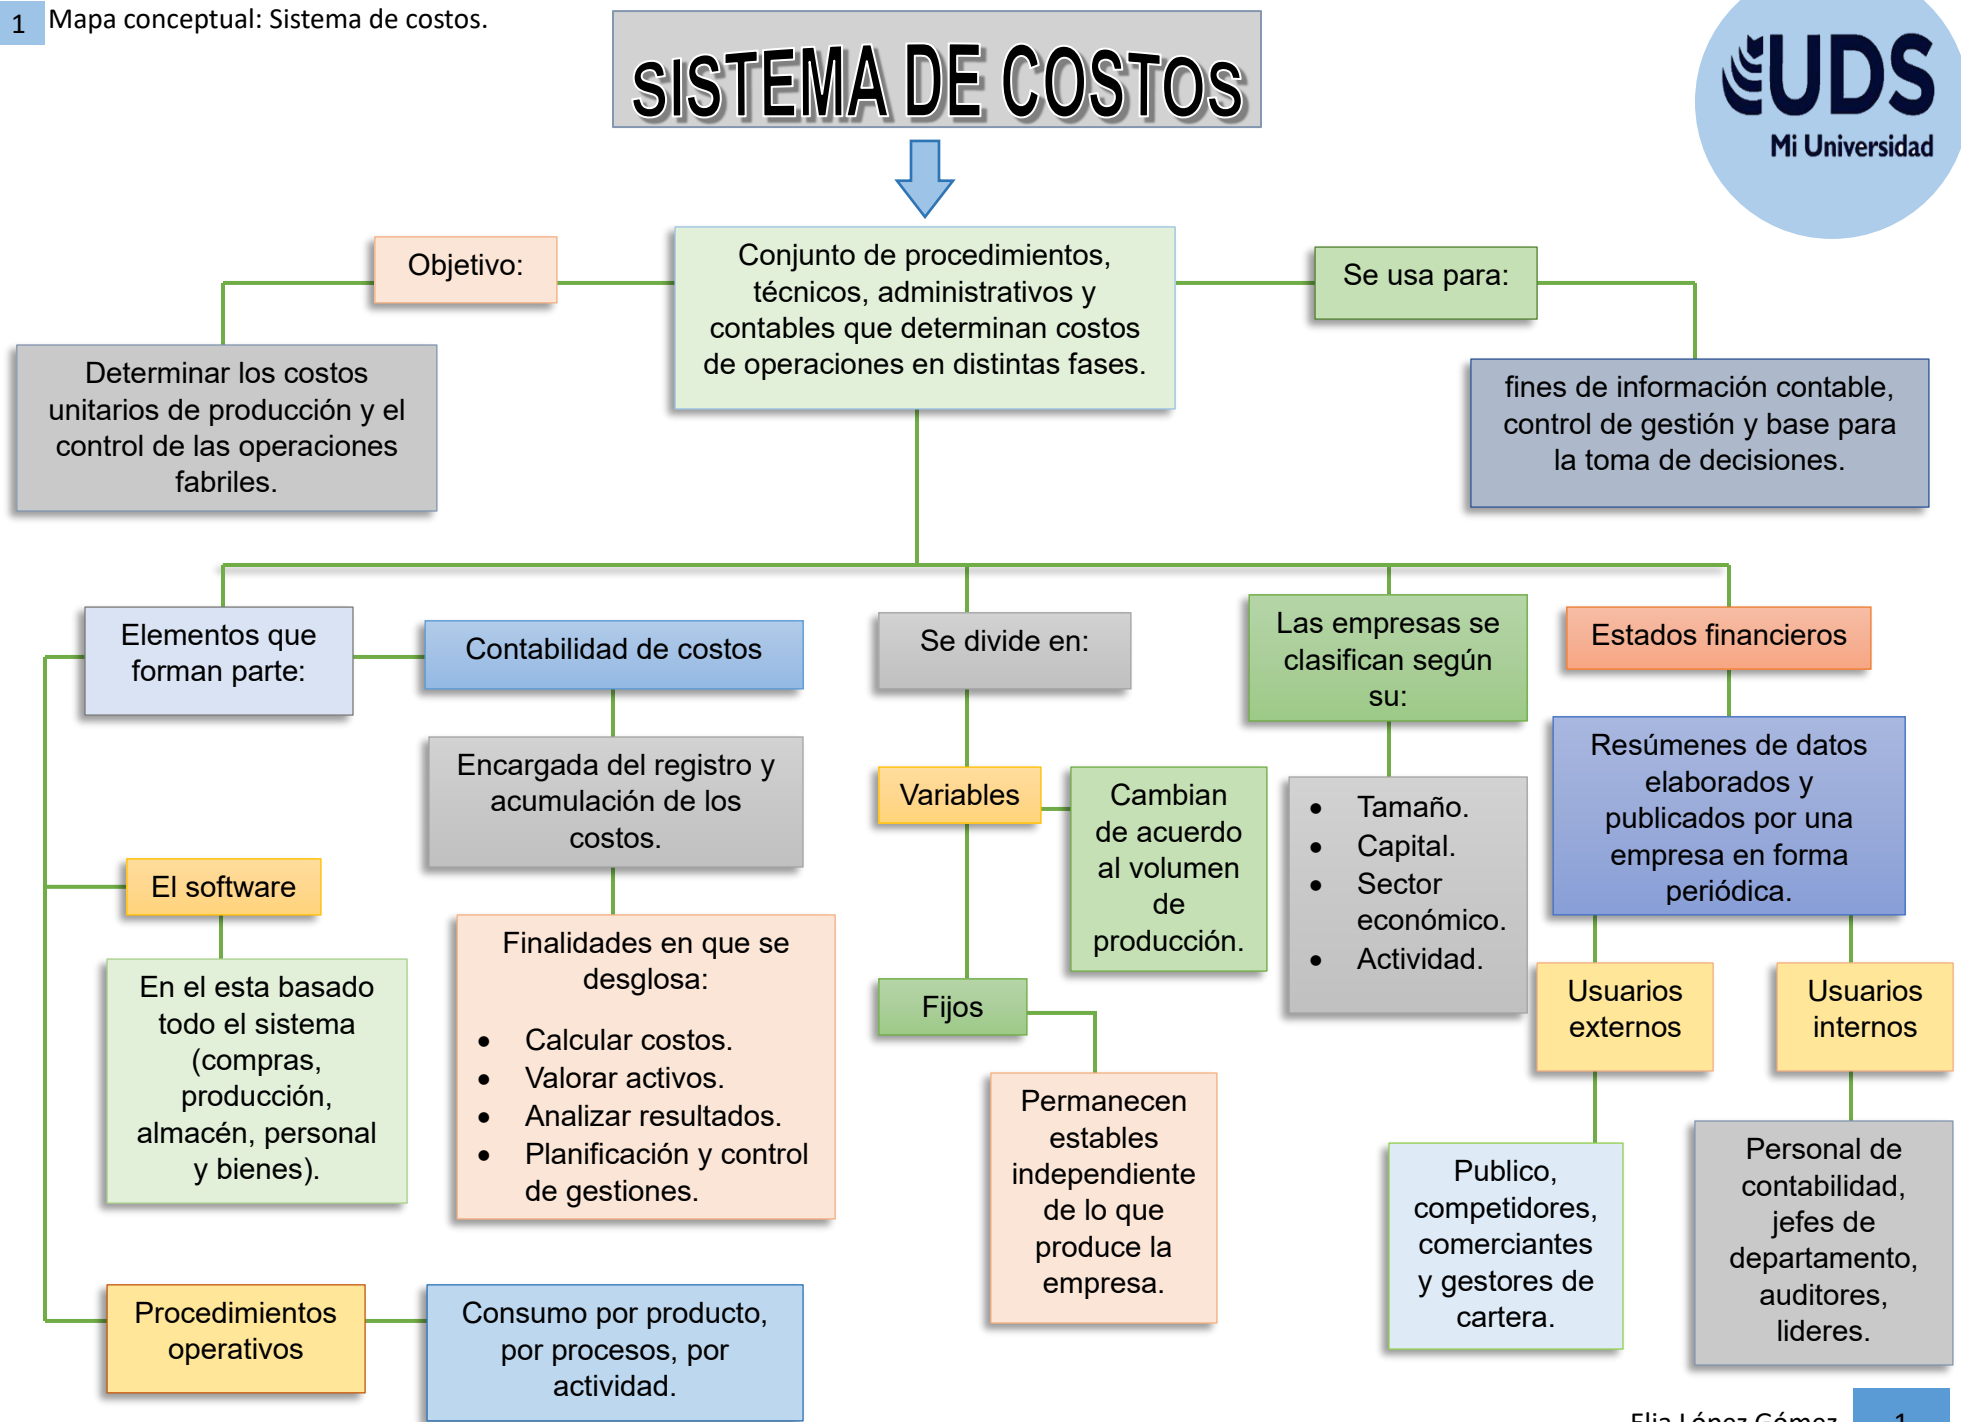 1
Mapa conceptual: Sistema de costos.
SISTEMA DE COSTOS
UDS
Mi Universidad
Objetivo:
Conjunto de procedimientos,
técnicos, administrativos y
contables que determinan costos
de operaciones en distintas fases.
Se usa para:
Determinar los costos
unitarios de producción y el
control de las operaciones
fabriles.
fines de información contable,
control de gestión y base para
la toma de decisiones.
Elementos que
forman parte:
Contabilidad de costos
Se divide en:
Las empresas se
clasifican según
su:
Estados financieros
Encargada del registro y
acumulación de los
costos.
Variables
Cambian
de acuerdo
al volumen
de
producción.
• Tamaño.
• Capital.
• Sector
económico.
• Actividad.
Resúmenes de datos
elaborados y
publicados por una
empresa en forma
periódica.
El software
En el esta basado
todo el sistema
(compras,
producción,
almacén, personal
y bienes).
Finalidades en que se
desglosa:
• Calcular costos.
• Valorar activos.
• Analizar resultados.
• Planificación y control
de gestiones.
Fijos
Permanecen
estables
independiente
de lo que
produce la
empresa.
Usuarios
externos
Usuarios
internos
Publico,
competidores,
comerciantes
y gestores de
cartera.
Personal de
contabilidad,
jefes de
departamento,
auditores,
lideres.
Procedimientos
operativos
Consumo por producto,
por procesos, por
actividad.
Elia López Gómez
1